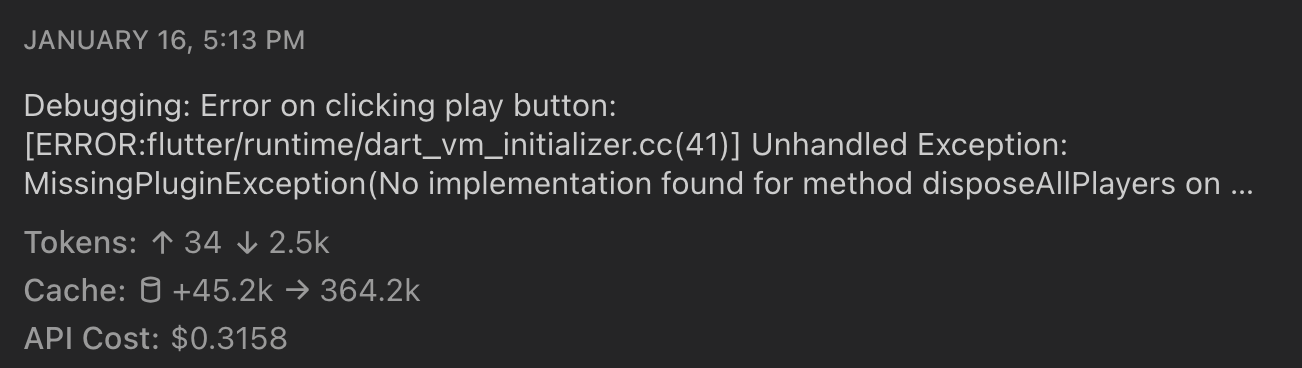 JANUARY 16, 5:13 PM
Debugging: Error on clicking play button:
[ERROR:flutter/runtime/dart_vm_initializer.cc(41)] Unhandled Exception:
MissingPluginException(No implementation found for method disposeAllPlayers on ...
Tokens: ↑ 34 ↓ 2.5k
Cache: +45.2k → 364.2k
API Cost: $0.3158